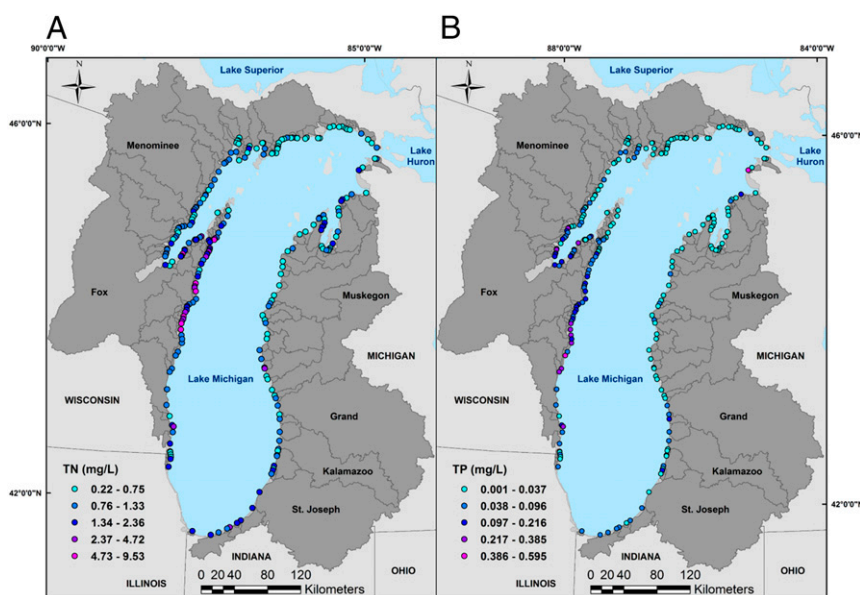 A
90°0'0"W
85°0'0"W
N
Lake Superior
46°0'0"N
Menominee
Lake
Huron
Fox
Muskegon
MICHIGAN
Lake Michigan
WISCONSIN
Grand
Kalamazoo
TN (mg/L)
0.22 - 0.75
0.76 - 1.33
1.34 - 2.36
2.37 - 4.72
4.73 - 9.53
42°0'0"N
St. Joseph
INDIANA
ILLINOIS
OHIO
0 20 40 80 120
Kilometers
B
88°0'0"W
84°0'0"W
N
Lake Superior
46°0'0"N
Menominee
Lake
Huron
Fox
Muskegon
MICHIGAN
Lake Michigan
WISCONSIN
Grand
Kalamazoo
TP (mg/L)
0.001 - 0.037
0.038 - 0.096
0.097 - 0.216
0.217 - 0.385
0.386 - 0.595
42°0'0"N
St. Joseph
INDIANA
ILLINOIS
OHIO
0 20 40 80 120
Kilometers